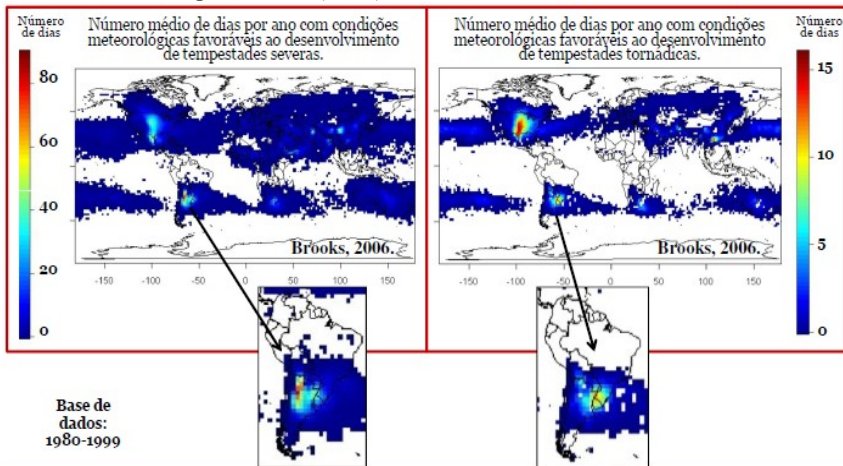 Número
de días
Número médio de dias por ano com condições
meteorológicas favoráveis ao desenvolvimento
de tempestades severas.
80
60
40
20
0
Brooks, 2006.
-150
-100
-50
0
50
100
150
Número médio de dias por ano com condições
meteorológicas favoráveis ao desenvolvimento
de tempestades tornádicas.
Número
de dias
15
10
5
0
Brooks, 2006.
-150
-100
-50
0
50
100
150
Base de
dados:
1980-1999